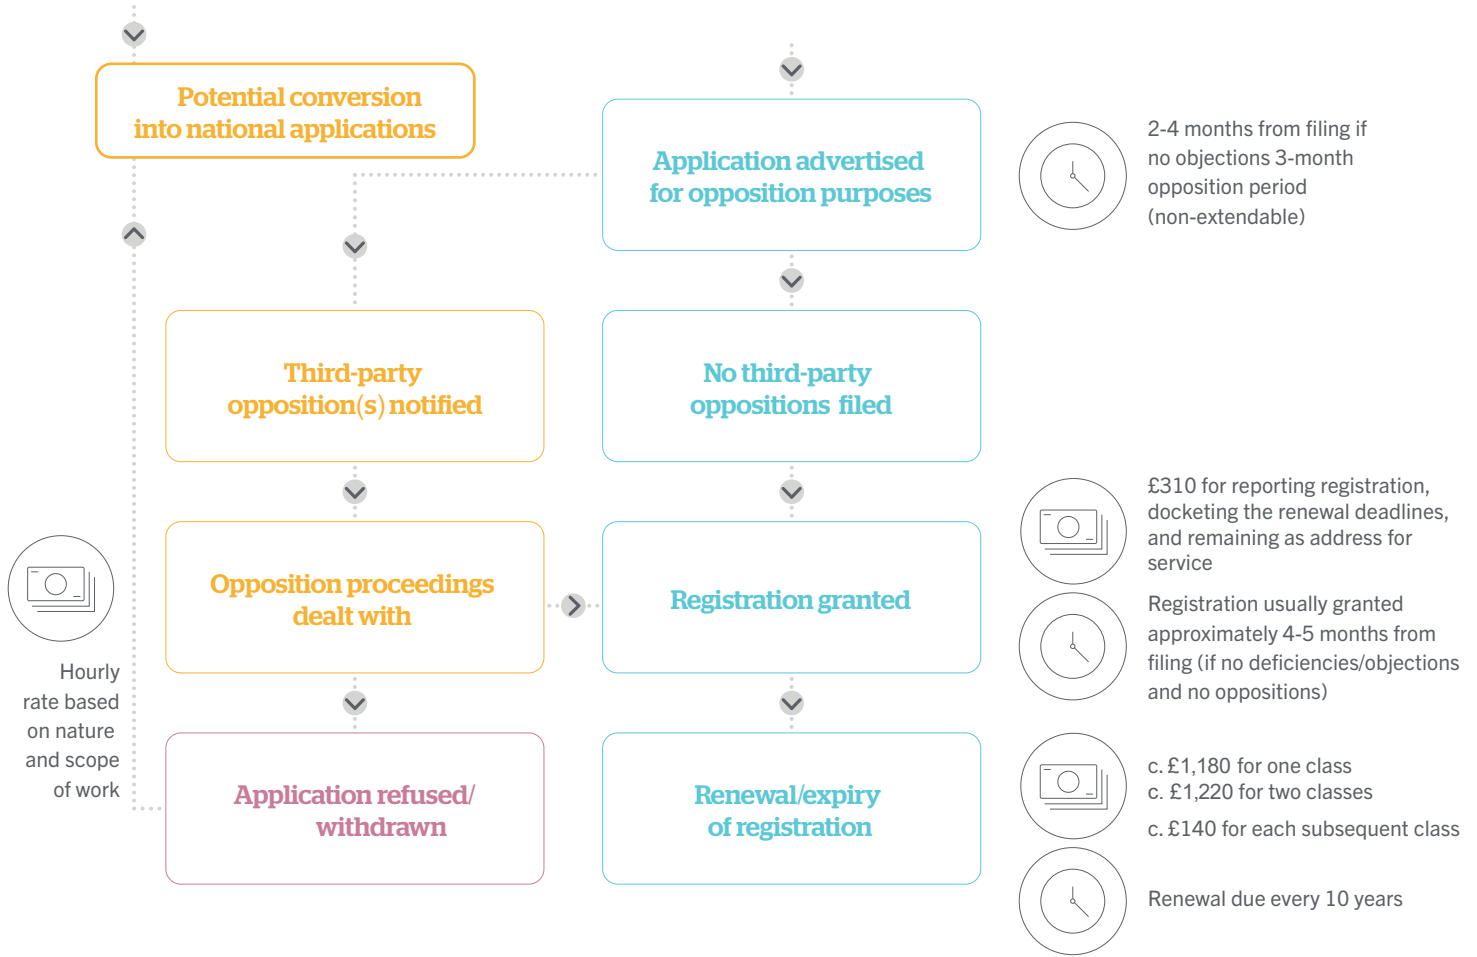 Potential conversion
into national applications
Application advertised
for opposition purposes
2-4 months from filing if
no objections 3-month
opposition period
(non-extendable)
Third-party
opposition(s) notified
No third-party
oppositions filed
Opposition proceedings
dealt with
Registration granted
£310 for reporting registration,
docketing the renewal deadlines,
and remaining as address for
service
Registration usually granted
approximately 4-5 months from
filing (if no deficiencies/objections
and no oppositions)
Hourly
rate based
on nature
and scope
of work
Application refused/
withdrawn
Renewal/expiry
of registration
c. £1,180 for one class
c. £1,220 for two classes
c. £140 for each subsequent class
Renewal due every 10 years